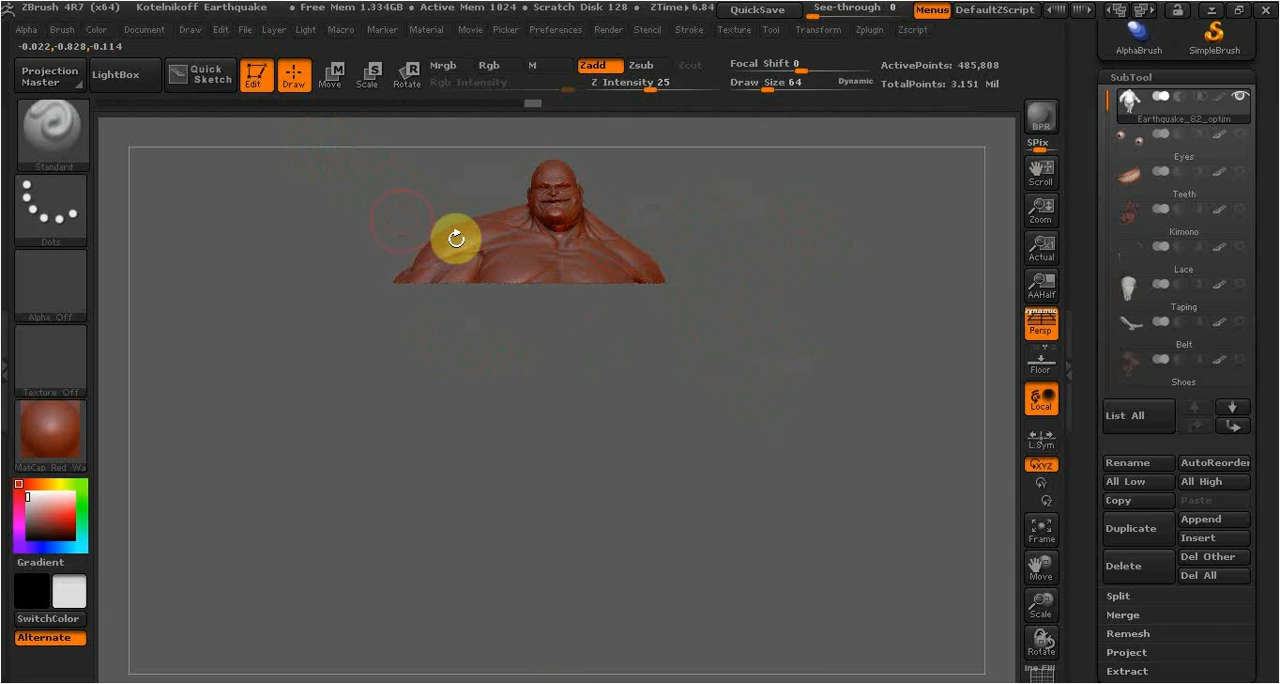 ZBrush 4R7 (x64)   Kotelnikoff Earthquake   • Free Mem 1.334GB • Active Mem 1024 • Scratch Disk 128 • ZTime▸6.84   QuickSave   See-through 0   Menus   DefaultZScript
Alpha Brush Color Document Draw Edit File Layer Light Macro Marker Material Movie Picker Preferences Render Stencil Stroke Texture Tool Transform Zplugin Zscript
-0.022,-0.828,-0.114
AlphaBrush SimpleBrush
Projection Master
LightBox
Quick Sketch
Edit Draw Move Scale Rotate
Mrgb Rgb M
Rgb Intensity
Zadd Zsub Zcut
Z Intensity 25
Focal Shift 0
Draw Size 64 Dynamic
ActivePoints: 485,808
TotalPoints: 3.151 Mil
Standard
Dots
Alpha Off
Texture Off
MatCap Red Wa
Gradient
SwitchColor
Alternate
BPR
SPix
Scroll
Zoom
Actual
AAHalf
Dynamic
Persp
Floor
Local
L.Sym
XYZ
Frame
Move
Scale
Rotate
SubTool
Earthquake_82_optim
Eyes
Teeth
Kimono
Lace
Taping
Belt
Shoes
List All
Rename AutoReorder
All Low All High
Copy Paste
Duplicate Append
Insert
Delete Del Other
Del All
Split
Merge
Remesh
Project
Extract